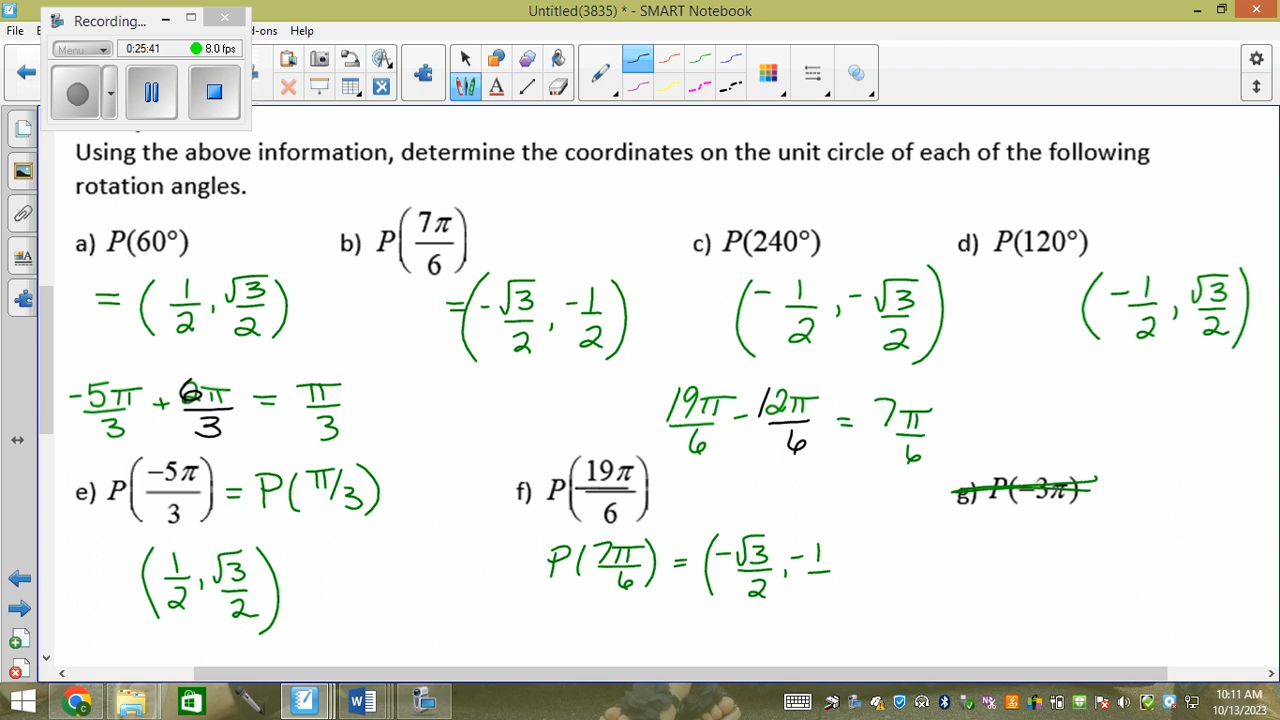 Untitled(3835) * - SMART Notebook
Recording...
File
dd-ons Help
Menu 0:25:41 8.0 fps
Using the above information, determine the coordinates on the unit circle of each of the following
rotation angles.
a) P(60°) b) P(7π/6) c) P(240°) d) P(120°)
= (1/2, √3/2) =(-√3/2, -1/2) (-1/2, -√3/2) (-1/2, √3/2)
-5π/3 + 6π/3 = π/3 19π/6 - 12π/6 = 7π/6
e) P(-5π/3) = P(π/3) f) P(19π/6) g) P(-3π)
(1/2, √3/2) P(7π/6) = (-√3/2, -1
10:11 AM
10/13/2023